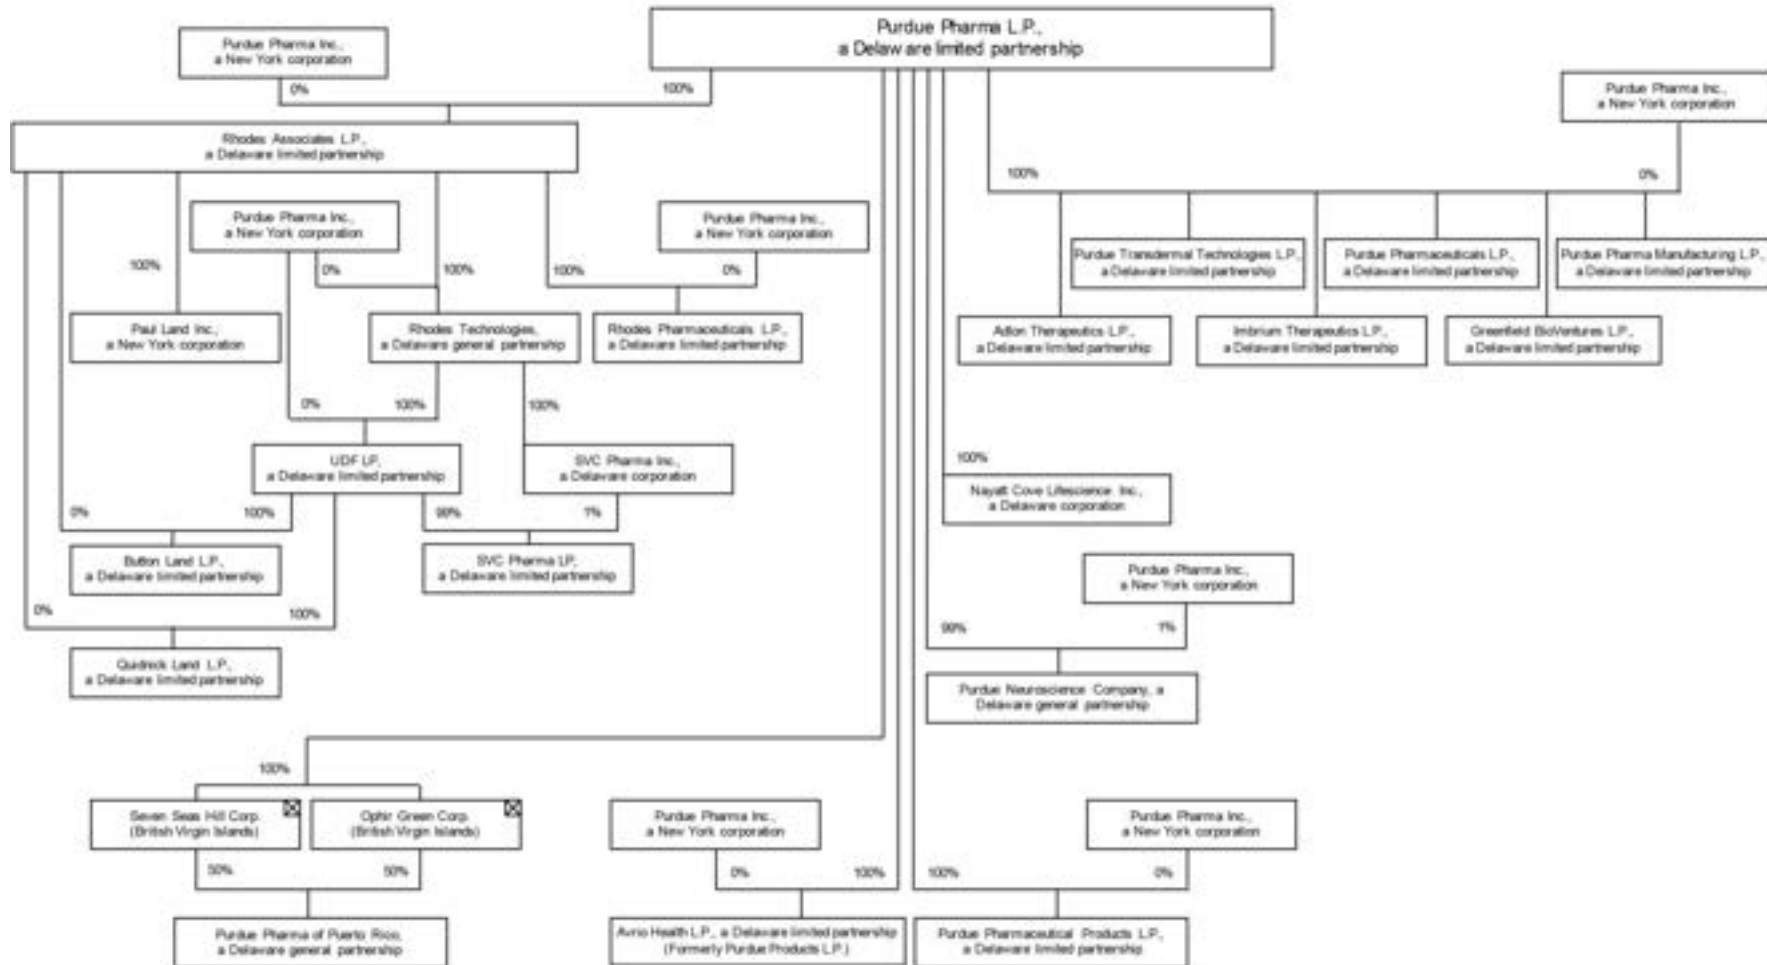 Purdue Pharma L.P.,
a Delaware limited partnership
Purdue Pharma Inc.,
a New York corporation
0%
100%
Purdue Pharma Inc.,
a New York corporation
Rhodes Associates L.P.,
a Delaware limited partnership
100%
0%
Purdue Pharma Inc.,
a New York corporation
Purdue Pharma Inc.,
a New York corporation
100%
0%
100%
100%
0%
Purdue Transdermal Technologies L.P.,
a Delaware limited partnership
Purdue Pharmaceuticals L.P.,
a Delaware limited partnership
Purdue Pharma Manufacturing L.P.,
a Delaware limited partnership
Paul Land Inc.,
a New York corporation
Rhodes Technologies,
a Delaware general partnership
Rhodes Pharmaceuticals L.P.,
a Delaware limited partnership
Adlon Therapeutics L.P.,
a Delaware limited partnership
Imbrium Therapeutics L.P.,
a Delaware limited partnership
Greenfield BioVentures L.P.,
a Delaware limited partnership
0%
100%
100%
UDF LP,
a Delaware limited partnership
SVC Pharma Inc.,
a Delaware corporation
100%
Nayatt Cove Lifescience Inc.,
a Delaware corporation
0%
100%
99%
1%
Button Land L.P.,
a Delaware limited partnership
SVC Pharma LP,
a Delaware limited partnership
Purdue Pharma Inc.,
a New York corporation
0%
100%
99%
1%
Quidnick Land L.P.,
a Delaware limited partnership
Purdue Neuroscience Company, a
Delaware general partnership
100%
Seven Seas Hill Corp.
(British Virgin Islands)
Ophir Green Corp.
(British Virgin Islands)
Purdue Pharma Inc.,
a New York corporation
Purdue Pharma Inc.,
a New York corporation
50%
50%
0%
100%
100%
0%
Purdue Pharma of Puerto Rico,
a Delaware general partnership
Avrio Health L.P., a Delaware limited partnership
(Formerly Purdue Products L.P.)
Purdue Pharmaceutical Products L.P.,
a Delaware limited partnership